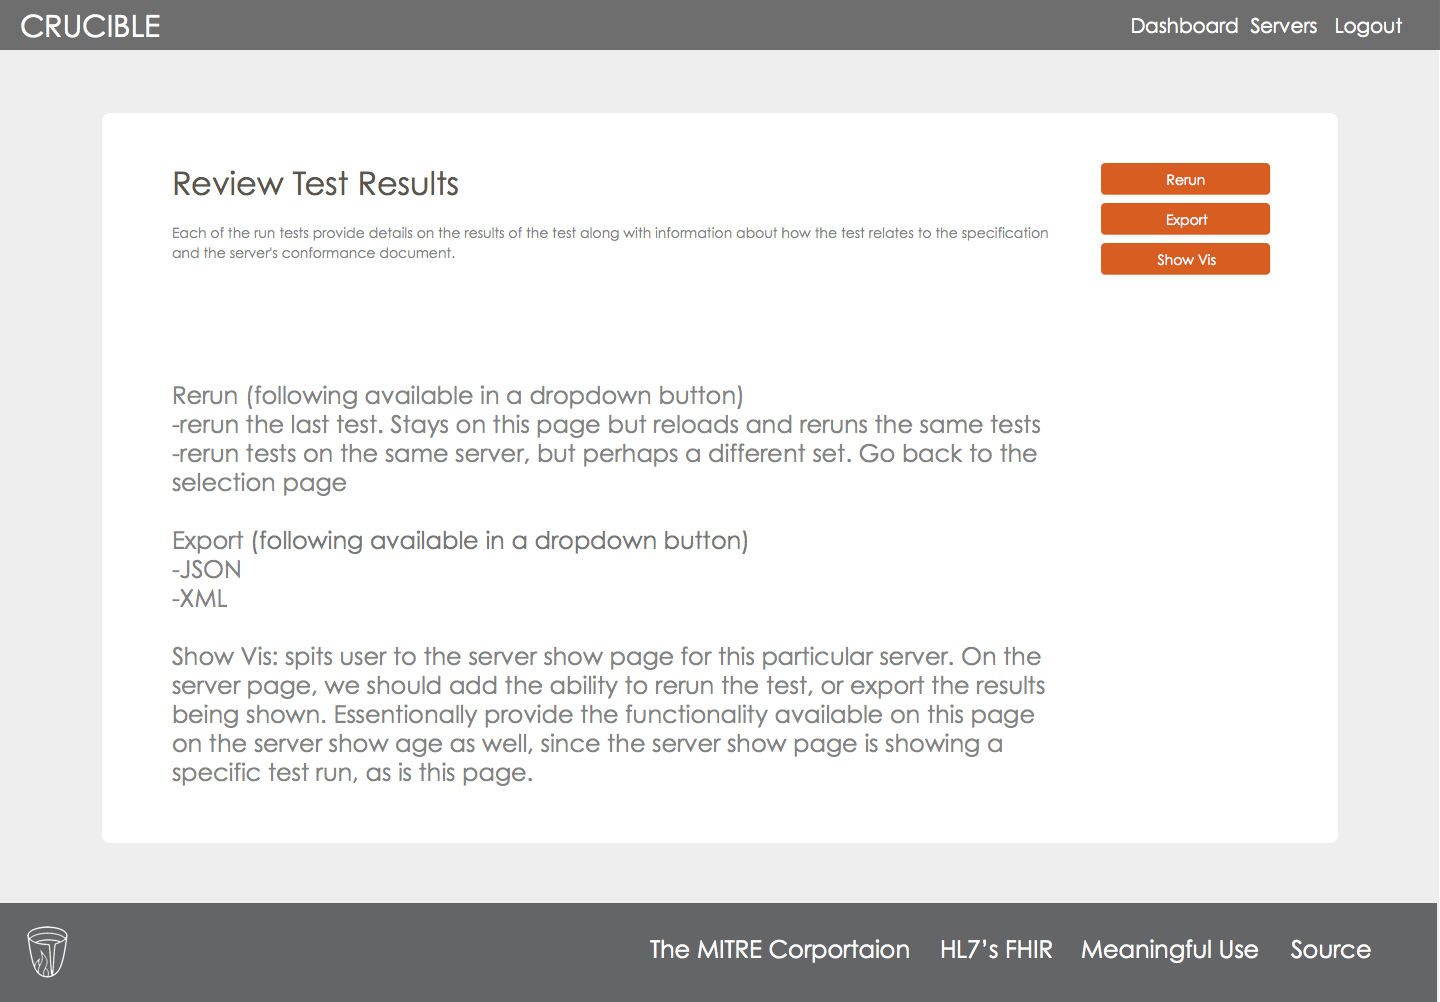 CRUCIBLE
Dashboard Servers Logout
Review Test Results
Each of the run tests provide details on the results of the test along with information about how the test relates to the specification
and the server's conformance document.
Rerun
Export
Show Vis
Rerun (following available in a dropdown button)
-rerun the last test. Stays on this page but reloads and reruns the same tests
-rerun tests on the same server, but perhaps a different set. Go back to the
selection page
Export (following available in a dropdown button)
-JSON
-XML
Show Vis: spits user to the server show page for this particular server. On the
server page, we should add the ability to rerun the test, or export the results
being shown. Essentionally provide the functionality available on this page
on the server show age as well, since the server show page is showing a
specific test run, as is this page.
The MITRE Corportaion HL7’s FHIR Meaningful Use Source